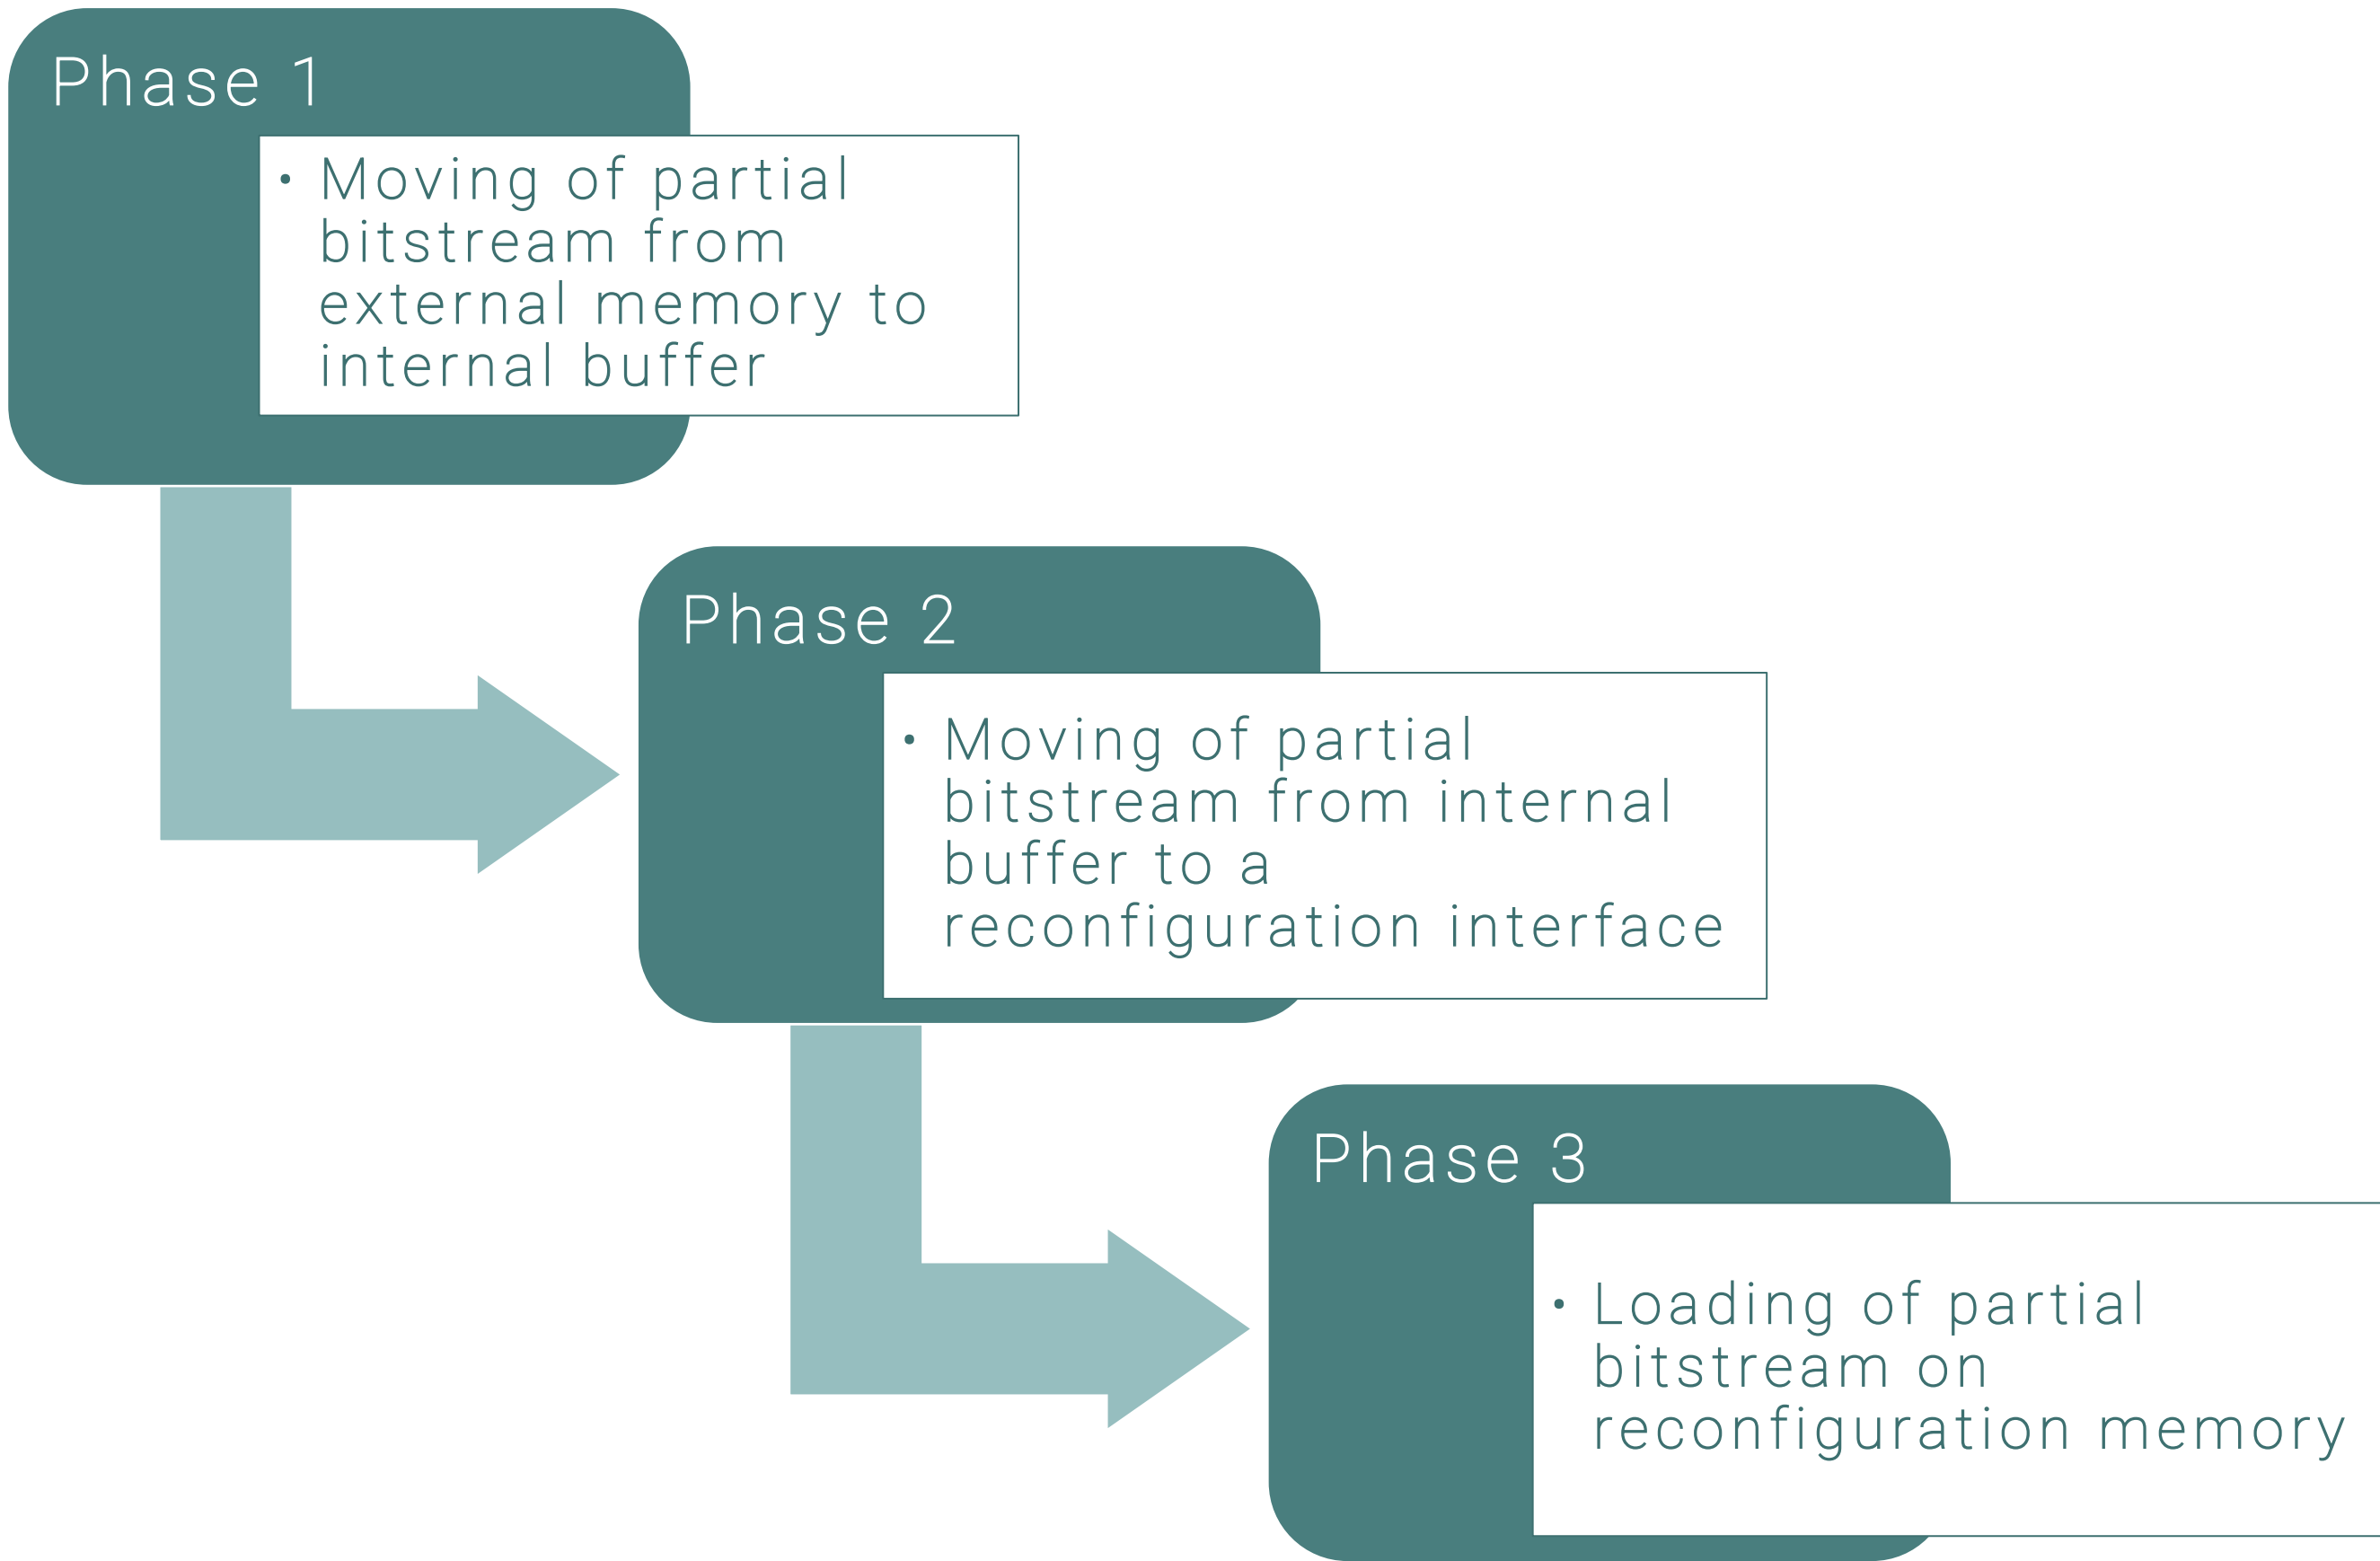 Phase 1
• Moving of partial
bitstream from
external memory to
internal buffer
Phase 2
• Moving of partial
bitstream from internal
buffer to a
reconfiguration interface
Phase 3
• Loading of partial
bitstream on
reconfiguration memory